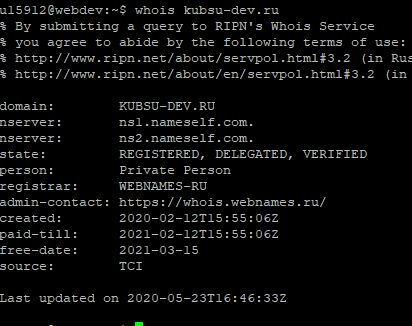 u15912@webdev:~$ whois kubsu-dev.ru
% By submitting a query to RIPN's Whois Service
% you agree to abide by the following terms of use:
% http://www.ripn.net/about/servpol.html#3.2 (in Rus
% http://www.ripn.net/about/en/servpol.html#3.2 (in
domain: KUBSU-DEV.RU
nserver: ns1.nameself.com.
nserver: ns2.nameself.com.
state: REGISTERED, DELEGATED, VERIFIED
person: Private Person
registrar: WEBNAMES-RU
admin-contact: https://whois.webnames.ru/
created: 2020-02-12T15:55:06Z
paid-till: 2021-02-12T15:55:06Z
free-date: 2021-03-15
source: TCI
Last updated on 2020-05-23T16:46:33Z